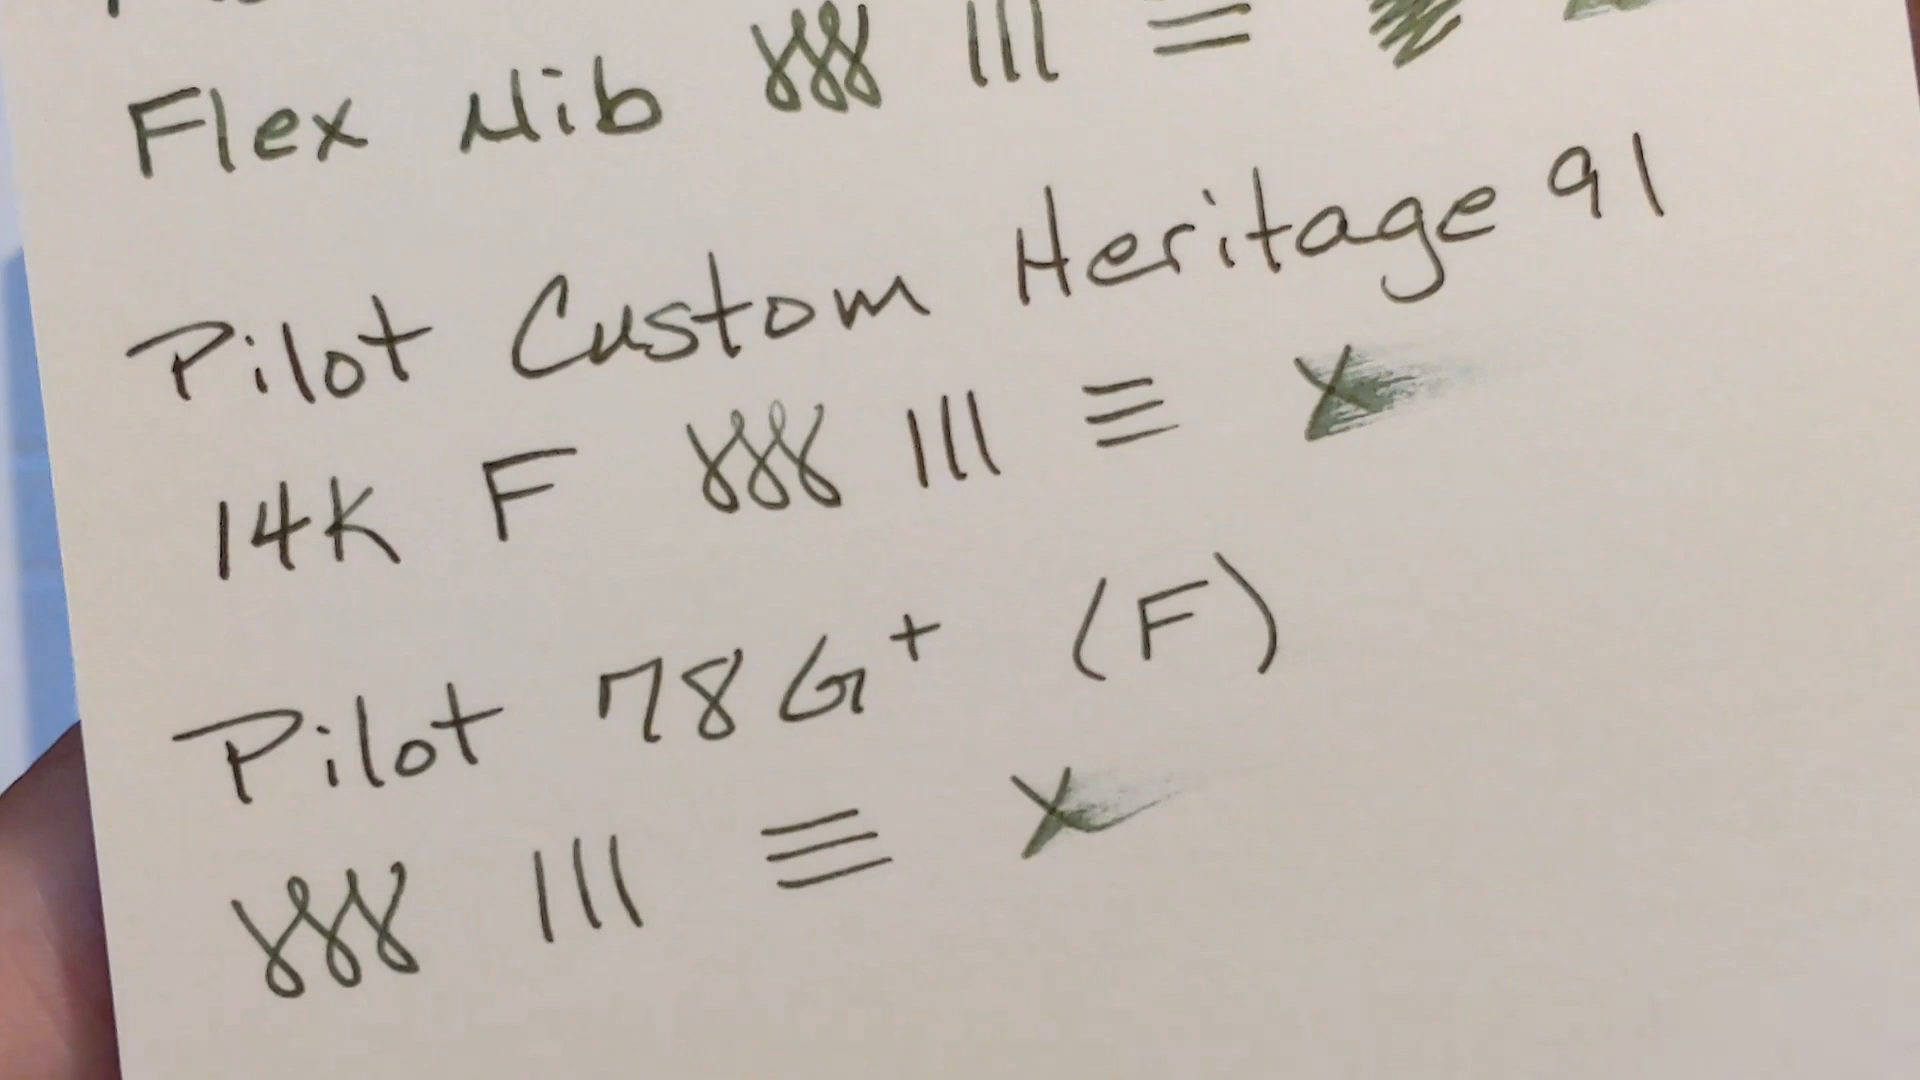 Flex Nib
Pilot Custom Heritage 91
14K F
Pilot 78G+ (F)